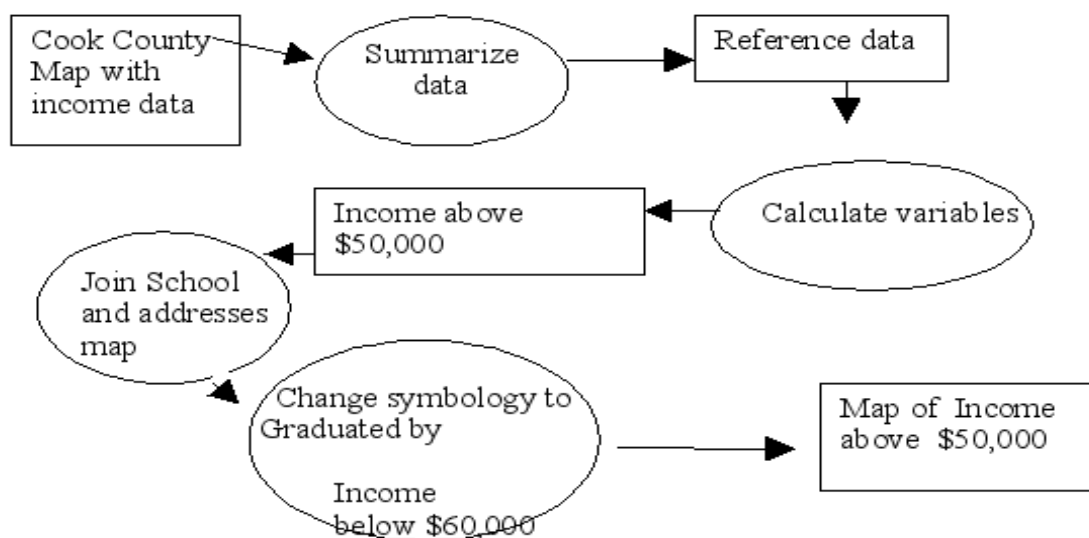 Cook County
Map with
income data
Summarize
data
Reference data
Calculate variables
Income above
$50,000
Join School
and addresses
map
Change symbology to
Graduated by
Income
below $60,000
Map of Income
above $50,000